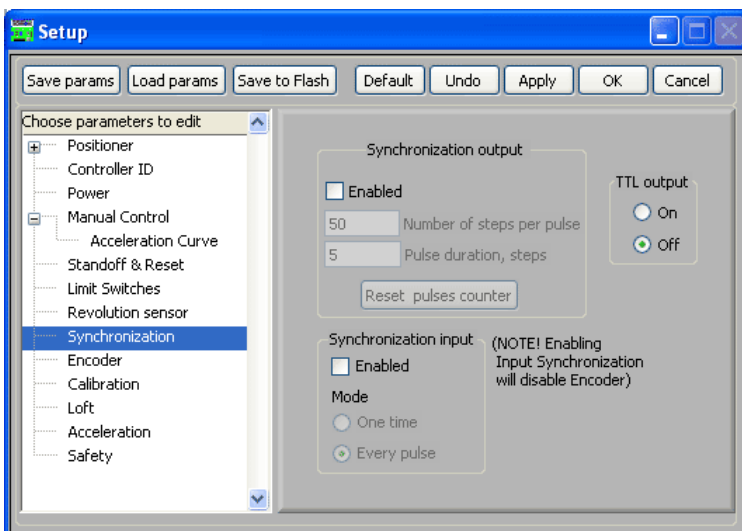 Setup
Save params Load params Save to Flash Default Undo Apply OK Cancel
Choose parameters to edit
Positioner
Controller ID
Power
Manual Control
Acceleration Curve
Standoff & Reset
Limit Switches
Revolution sensor
Synchronization
Encoder
Calibration
Loft
Acceleration
Safety
Synchronization output
Enabled
50 Number of steps per pulse
5 Pulse duration, steps
Reset pulses counter
TTL output
On
Off
Synchronization input
Enabled
Mode
One time
Every pulse
(NOTE! Enabling
Input Synchronization
will disable Encoder)